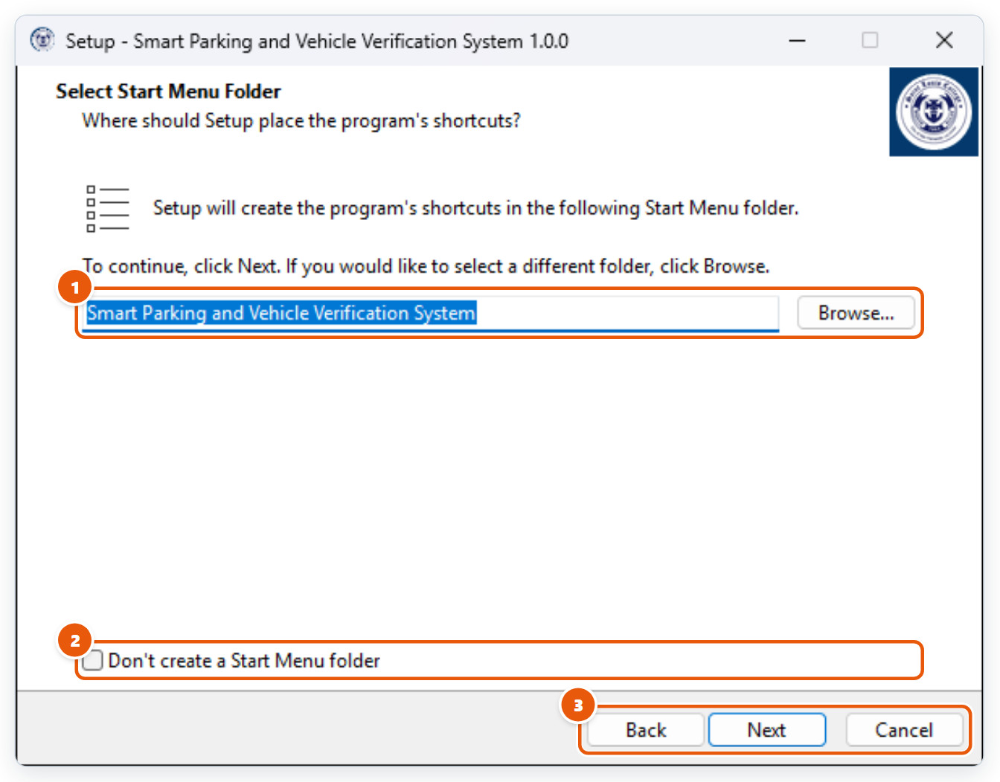 Setup - Smart Parking and Vehicle Verification System 1.0.0
Select Start Menu Folder
Where should Setup place the program's shortcuts?
Setup will create the program's shortcuts in the following Start Menu folder.
To continue, click Next. If you would like to select a different folder, click Browse.
1
Smart Parking and Vehicle Verification System
Browse...
2
Don't create a Start Menu folder
3
Back
Next
Cancel